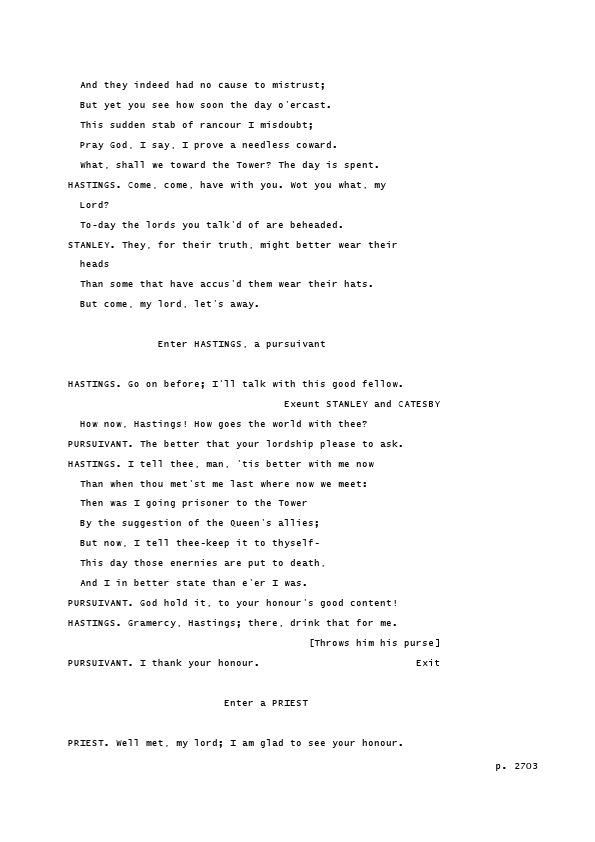 And they indeed had no cause to mistrust;
But yet you see how soon the day o'ercast.
This sudden stab of rancour I misdoubt;
Pray God, I say, I prove a needless coward.
What, shall we toward the Tower? The day is spent.
HASTINGS. Come, come, have with you. Wot you what, my
Lord?
To-day the lords you talk'd of are beheaded.
STANLEY. They, for their truth, might better wear their
heads
Than some that have accus'd them wear their hats.
But come, my lord, let's away.
Enter HASTINGS, a pursuivant
HASTINGS. Go on before; I'll talk with this good fellow.
Exeunt STANLEY and CATESBY
How now, Hastings! How goes the world with thee?
PURSUIVANT. The better that your lordship please to ask.
HASTINGS. I tell thee, man, 'tis better with me now
Than when thou met'st me last where now we meet:
Then was I going prisoner to the Tower
By the suggestion of the Queen's allies;
But now, I tell thee-keep it to thyself-
This day those enernies are put to death,
And I in better state than e'er I was.
PURSUIVANT. God hold it, to your honour's good content!
HASTINGS. Gramercy, Hastings; there, drink that for me.
[Throws him his purse]
PURSUIVANT. I thank your honour. Exit
Enter a PRIEST
PRIEST. Well met, my lord; I am glad to see your honour.
p. 2703